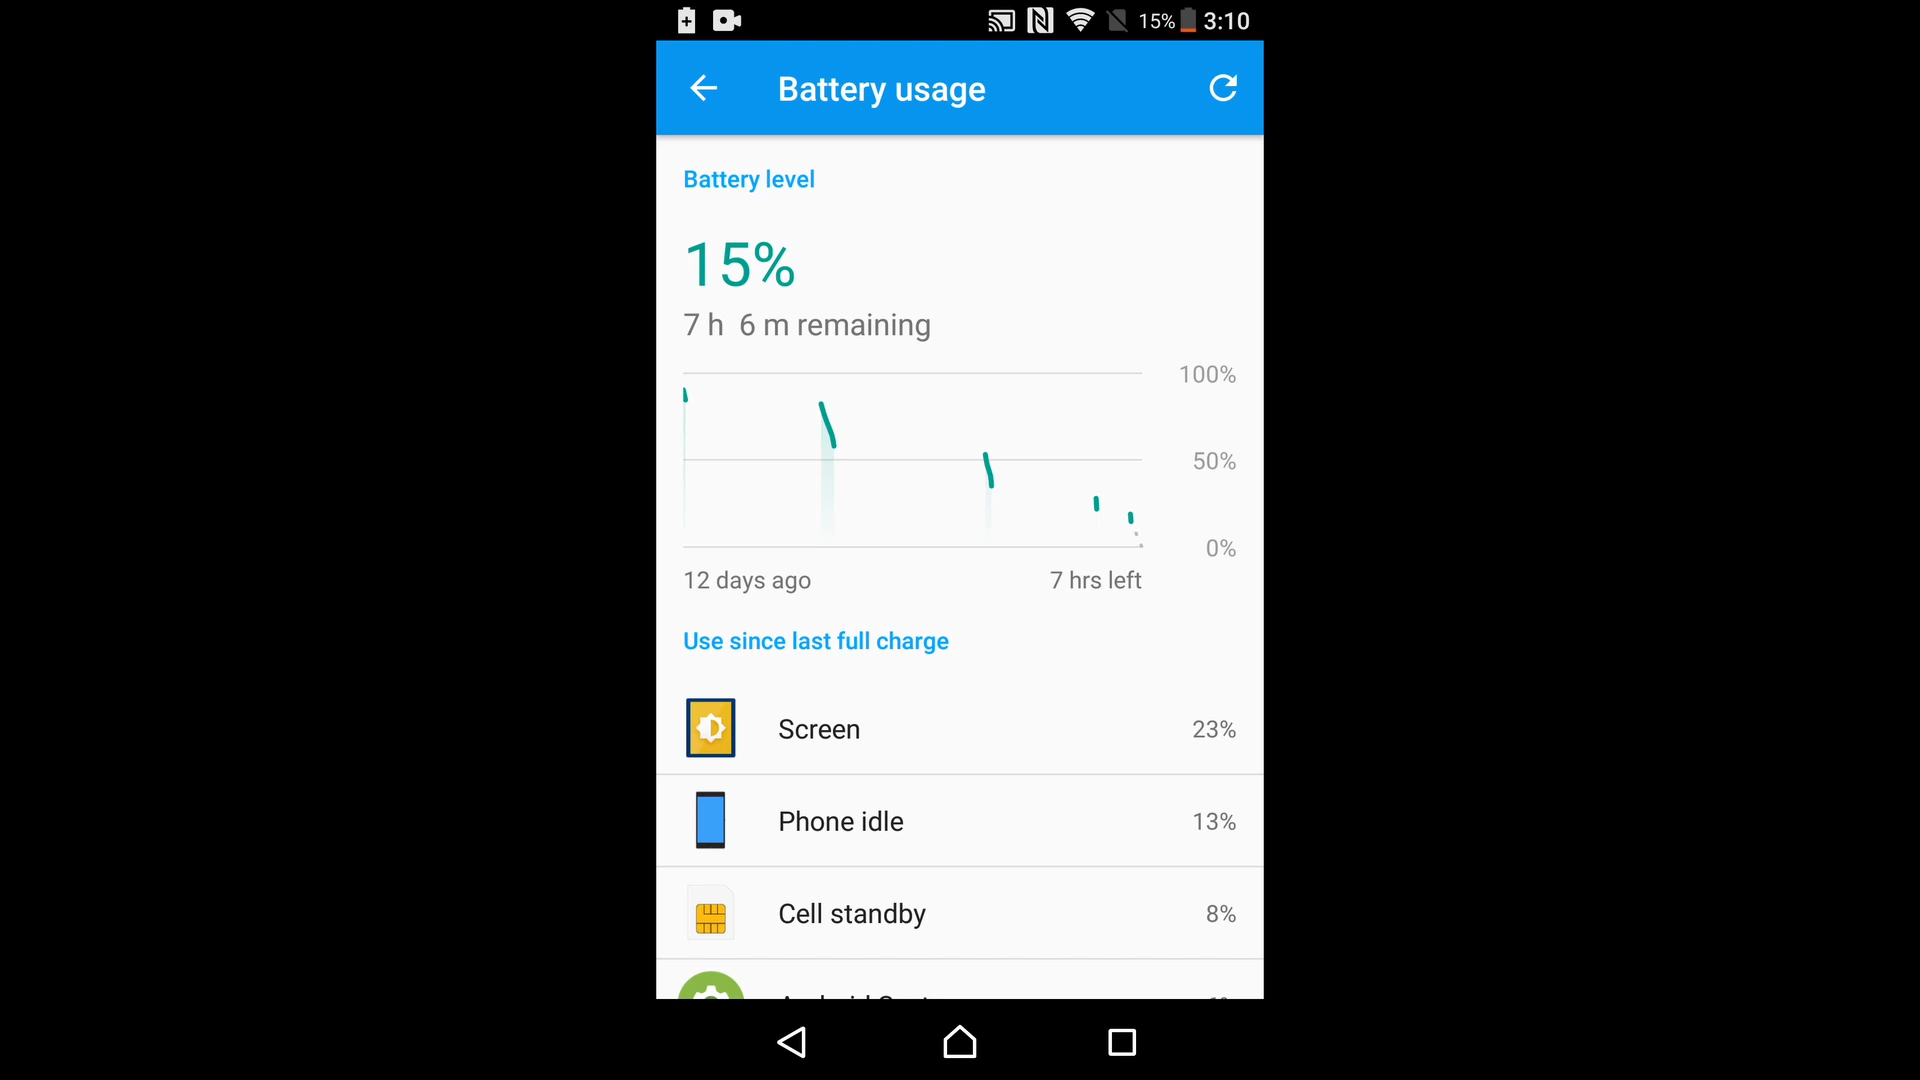 15% 3:10
Battery usage
Battery level
15%
7 h 6 m remaining
100%
50%
0%
12 days ago 7 hrs left
Use since last full charge
Screen 23%
Phone idle 13%
Cell standby 8%